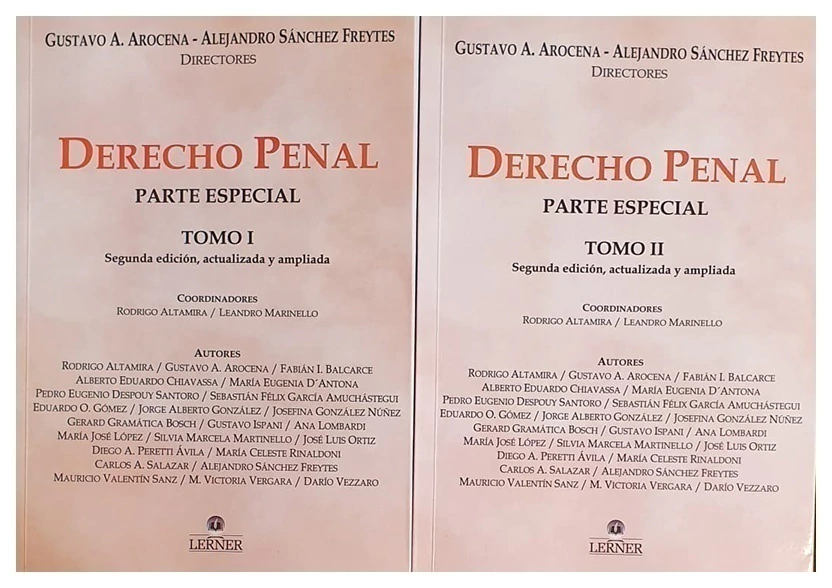 GUSTAVO A. AROCENA - ALEJANDRO SÁNCHEZ FREYTES
DIRECTORES
DERECHO PENAL
PARTE ESPECIAL
TOMO I
Segunda edición, actualizada y ampliada
COORDINADORES
RODRIGO ALTAMIRA / LEANDRO MARINELLO
AUTORES
RODRIGO ALTAMIRA / GUSTAVO A. AROCENA / FABIÁN I. BALCARCE
ALBERTO EDUARDO CHIAVASSA / MARÍA EUGENIA D´ANTONA
PEDRO EUGENIO DESPOUY SANTORO / SEBASTIÁN FÉLIX GARCÍA AMUCHÁSTEGUI
EDUARDO O. GÓMEZ / JORGE ALBERTO GONZÁLEZ / JOSEFINA GONZÁLEZ NÚÑEZ
GERARD GRAMÁTICA BOSCH / GUSTAVO ISPANI / ANA LOMBARDI
MARÍA JOSÉ LÓPEZ / SILVIA MARCELA MARTINELLO / JOSÉ LUIS ORTIZ
DIEGO A. PERETTI ÁVILA / MARÍA CELESTE RINALDONI
CARLOS A. SALAZAR / ALEJANDRO SÁNCHEZ FREYTES
MAURICIO VALENTÍN SANZ / M. VICTORIA VERGARA / DARÍO VEZZARO
LERNER
GUSTAVO A. AROCENA - ALEJANDRO SÁNCHEZ FREYTES
DIRECTORES
DERECHO PENAL
PARTE ESPECIAL
TOMO II
Segunda edición, actualizada y ampliada
COORDINADORES
RODRIGO ALTAMIRA / LEANDRO MARINELLO
AUTORES
RODRIGO ALTAMIRA / GUSTAVO A. AROCENA / FABIÁN I. BALCARCE
ALBERTO EDUARDO CHIAVASSA / MARÍA EUGENIA D´ANTONA
PEDRO EUGENIO DESPOUY SANTORO / SEBASTIÁN FÉLIX GARCÍA AMUCHÁSTEGUI
EDUARDO O. GÓMEZ / JORGE ALBERTO GONZÁLEZ / JOSEFINA GONZÁLEZ NÚÑEZ
GERARD GRAMÁTICA BOSCH / GUSTAVO ISPANI / ANA LOMBARDI
MARÍA JOSÉ LÓPEZ / SILVIA MARCELA MARTINELLO / JOSÉ LUIS ORTIZ
DIEGO A. PERETTI ÁVILA / MARÍA CELESTE RINALDONI
CARLOS A. SALAZAR / ALEJANDRO SÁNCHEZ FREYTES
MAURICIO VALENTÍN SANZ / M. VICTORIA VERGARA / DARÍO VEZZARO
LERNER